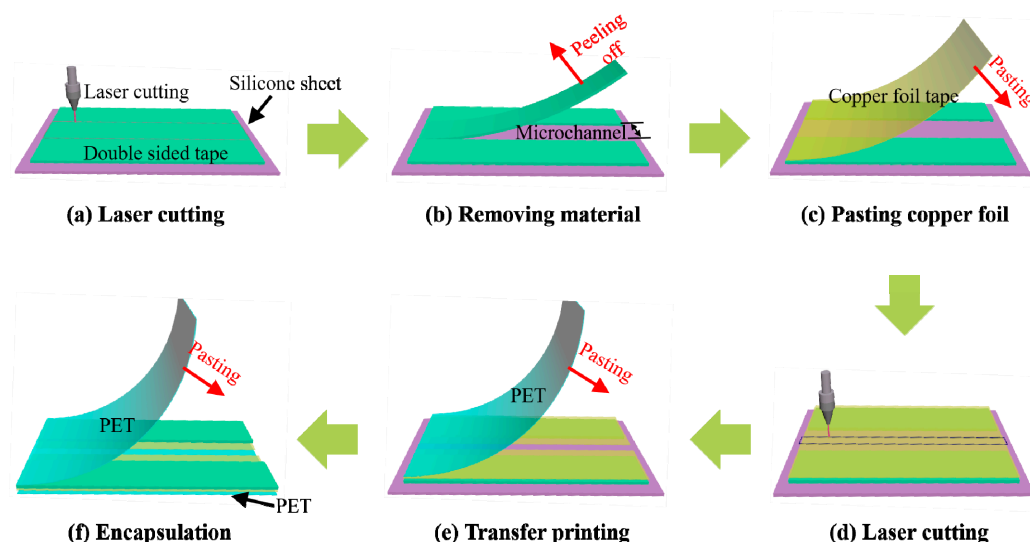 Laser cutting
Silicone sheet
Double sided tape
(a) Laser cutting
Peeling
off
Microchannel
(b) Removing material
Copper foil tape
Pasting
(c) Pasting copper foil
(d) Laser cutting
PET
Pasting
(e) Transfer printing
PET
Pasting
PET
(f) Encapsulation